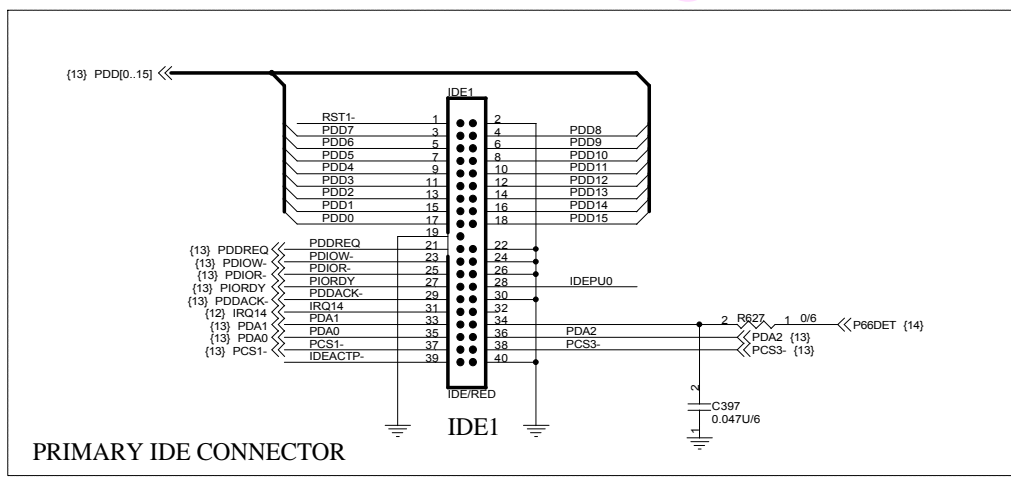 {13} PDD[0..15]
IDE1
RST1- 1 2
PDD7 3 4 PDD8
PDD6 5 6 PDD9
PDD5 7 8 PDD10
PDD4 9 10 PDD11
PDD3 11 12 PDD12
PDD2 13 14 PDD13
PDD1 15 16 PDD14
PDD0 17 18 PDD15
19
{13} PDDREQ PDDREQ 21 22
{13} PDIOW- PDIOW- 23 24
{13} PDIOR- PDIOR- 25 26
{13} PIORDY PIORDY 27 28 IDEPU0
{13} PDDACK- PDDACK- 29 30
{12} IRQ14 IRQ14 31 32
{13} PDA1 PDA1 33 34 2 R627 1 0/6 P66DET {14}
{13} PDA0 PDA0 35 36 PDA2 PDA2 {13}
{13} PCS1- PCS1- 37 38 PCS3- PCS3- {13}
IDEACTP- 39 40
IDE/RED
IDE1
2
C397
0.047U/6
1
PRIMARY IDE CONNECTOR